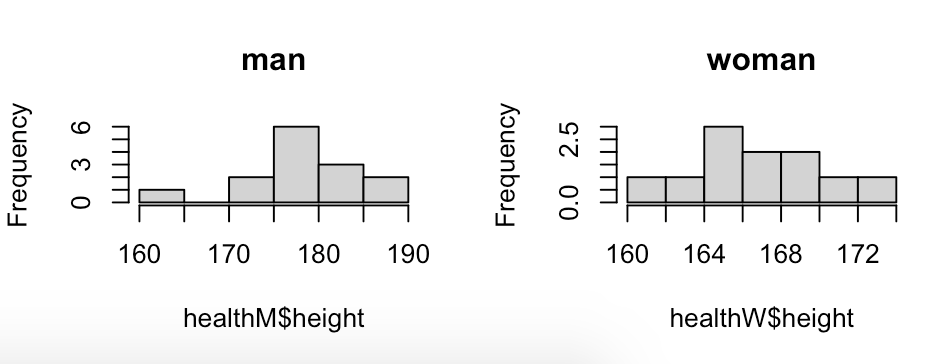 man
Frequency
6
3
0
160 170 180 190
healthM$height
woman
Frequency
2.5
0.0
160 164 168 172
healthW$height